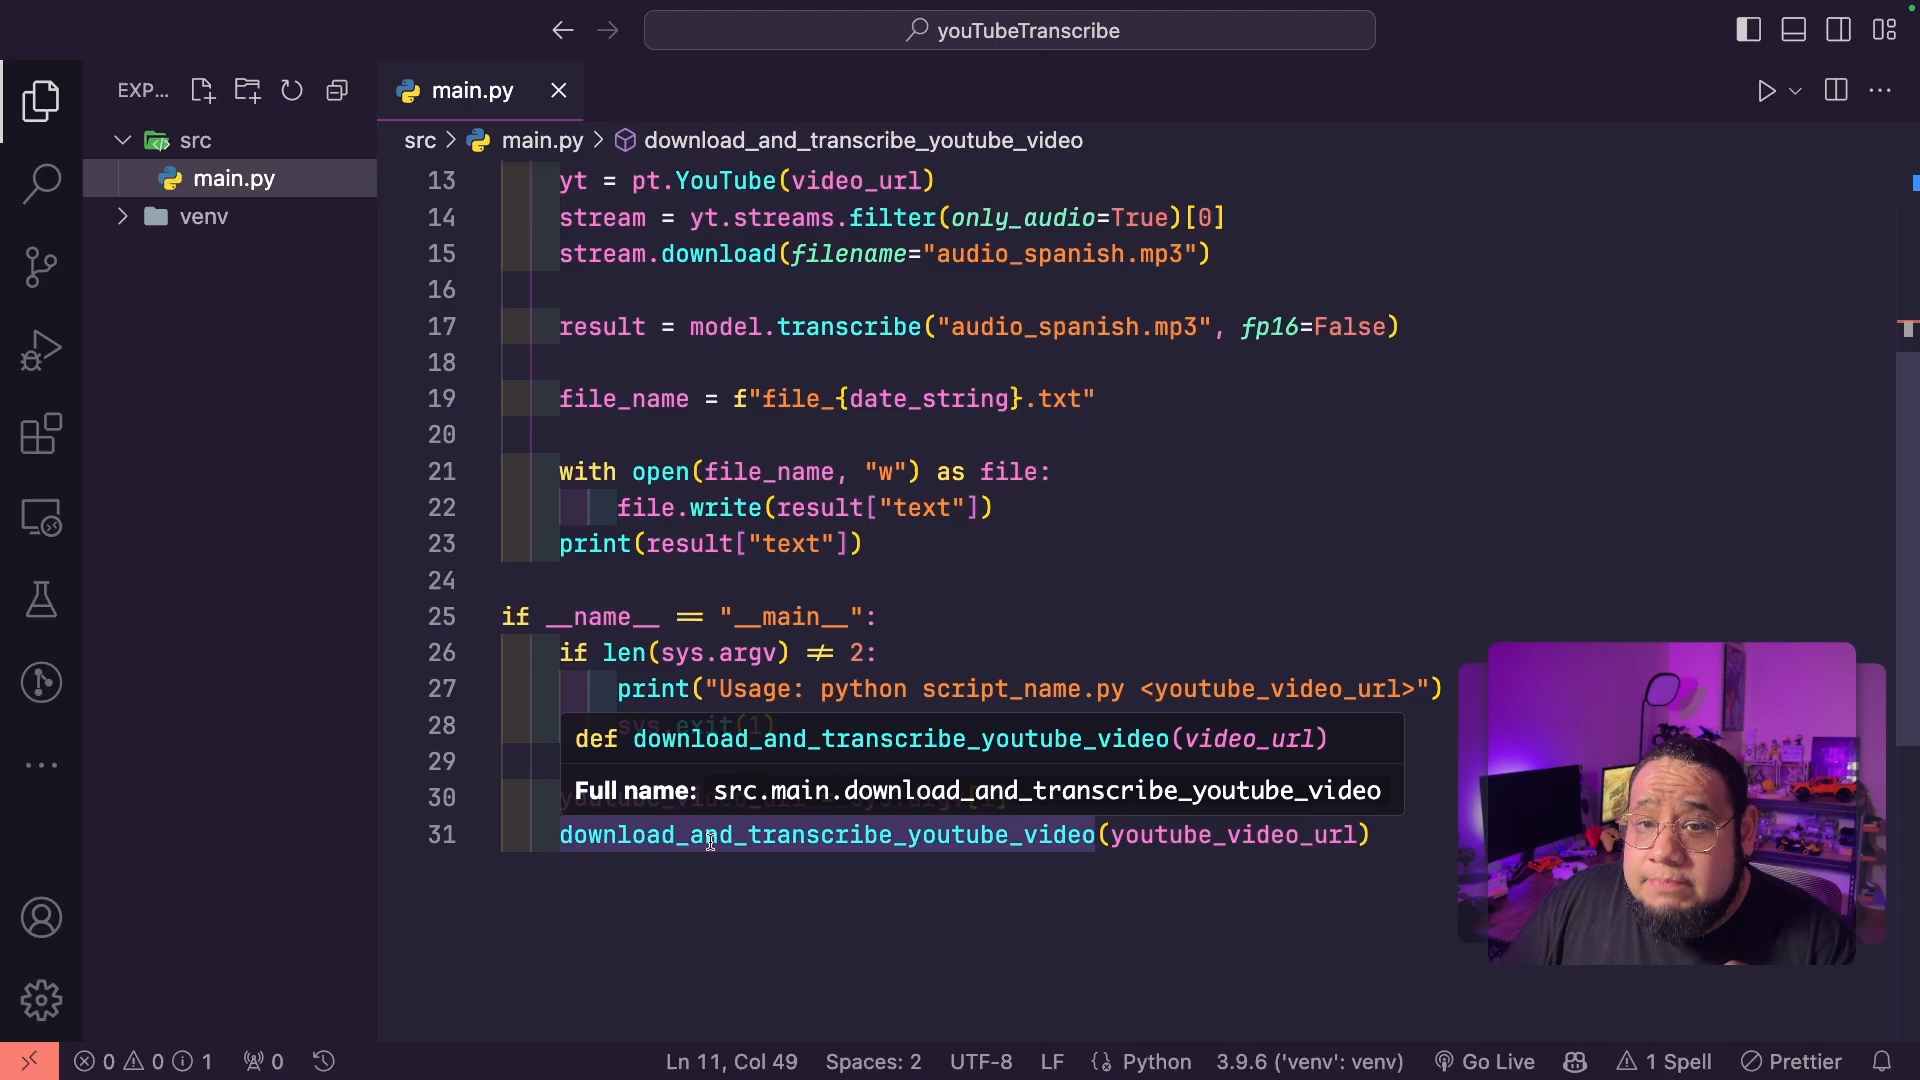 youTubeTranscribe
EXP...
main.py
src
main.py
venv
src > main.py > download_and_transcribe_youtube_video
13 yt = pt.YouTube(video_url)
14 stream = yt.streams.filter(only_audio=True)[0]
15 stream.download(filename="audio_spanish.mp3")
16
17 result = model.transcribe("audio_spanish.mp3", fp16=False)
18
19 file_name = f"file_{date_string}.txt"
20
21 with open(file_name, "w") as file:
22 file.write(result["text"])
23 print(result["text"])
24
25 if __name__ == "__main__":
26 if len(sys.argv) != 2:
27 print("Usage: python script_name.py <youtube_video_url>")
28 sys.exit(1)
def download_and_transcribe_youtube_video(video_url)
29
Full name: src.main.download_and_transcribe_youtube_video
30
31 download_and_transcribe_youtube_video(youtube_video_url)
0 0 1 0 Ln 11, Col 49 Spaces: 2 UTF-8 LF Python 3.9.6 ('venv': venv) Go Live 1 Spell Prettier